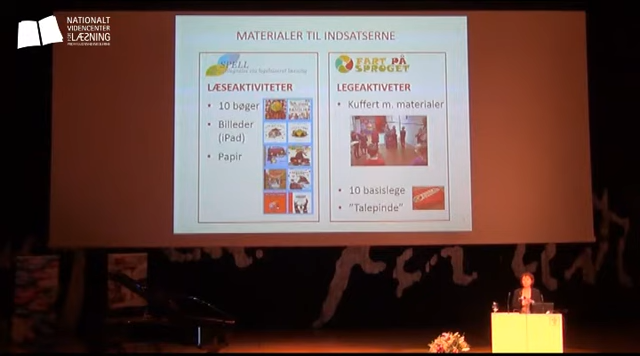 NATIONALT
VIDENCENTER
FOR LÆSNING
MATERIALER TIL INDSATSERNE
SPELL
LÆSEAKTIVITETER
• 10 bøger
• Billeder
(iPad)
• Papir
FART PÅ
SPROGET
LEGEAKTIVETER
• Kuffert m. materialer
• 10 basislege
• "Talepinde"